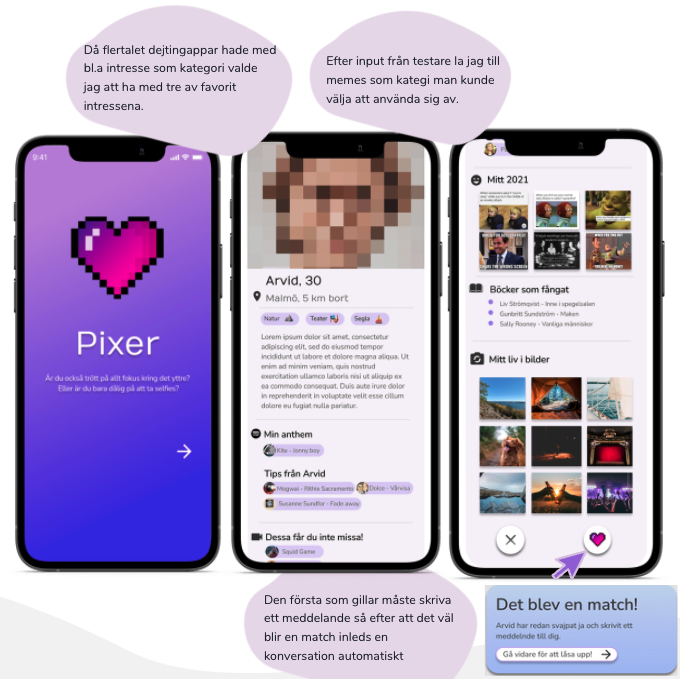 Då flertalet dejtingappar hade med
bl.a intresse som kategori valde
jag att ha med tre av favorit
intressena.
Efter input från testare la jag till
memes som kategi man kunde
välja att använda sig av.
9:41
Pixer
Är du också trött på allt fokus kring det yttre?
Eller är du bara dålig på att ta selfies?
Arvid, 30
Malmö, 5 km bort
Natur
Teater
Segla
Lorem ipsum dolor sit amet, consectetur
adipiscing elit, sed do eiusmod tempor
incididunt ut labore et dolore magna aliqua. Ut
enim ad minim veniam, quis nostrud
exercitation ullamco laboris nisi ut aliquip ex
ea commodo consequat. Duis aute irure dolor
in reprehenderit in voluptate velit esse cillum
dolore eu fugiat nulla pariatur.
Min anthem
Kite - Jonny boy
Tips från Arvid
Mogwai - Ritchie Sacramento
Dolce - Vårvisa
Susanne Sundfor - Fade away
Dessa får du inte missa!
Squid Game
Mitt 2021
Böcker som fångat
Liv Strömqvist - Inne i spegelsalen
Gunbritt Sundström - Maken
Sally Rooney - Vanliga människor
Mitt liv i bilder
Den första som gillar måste skriva
ett meddelande så efter att det väl
blir en match inleds en
konversation automatiskt
Det blev en match!
Arvid har redan svajpat ja och skrivit ett
meddelnde till dig.
Gå vidare för att låsa upp!